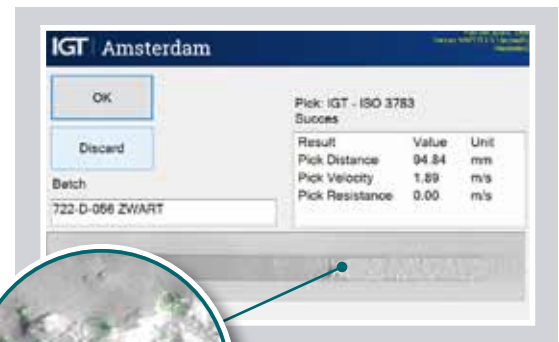 IGT Amsterdam
OK
Discard
Batch
722-D-056 ZWART
Pick: IGT - ISO 3783
Succes
Result Value Unit
Pick Distance 94.84 mm
Pick Velocity 1.89 m/s
Pick Resistance 0.00 m/s